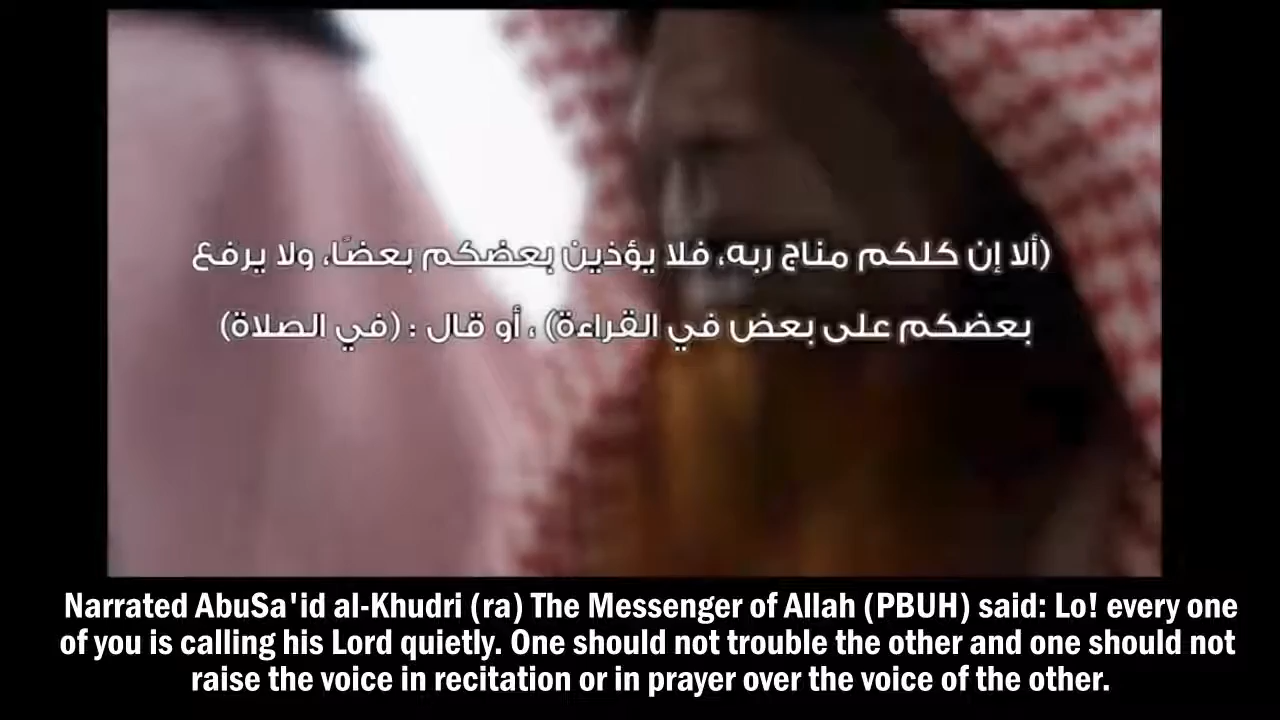 (ألا إن كلكم مناج ربه، فلا يؤذين بعضكم بعضًا، ولا يرفع
بعضكم على بعض في القراءة) ، أو قال : (في الصلاة)
Narrated AbuSa'id al-Khudri (ra) The Messenger of Allah (PBUH) said: Lo! every one
of you is calling his Lord quietly. One should not trouble the other and one should not
raise the voice in recitation or in prayer over the voice of the other.